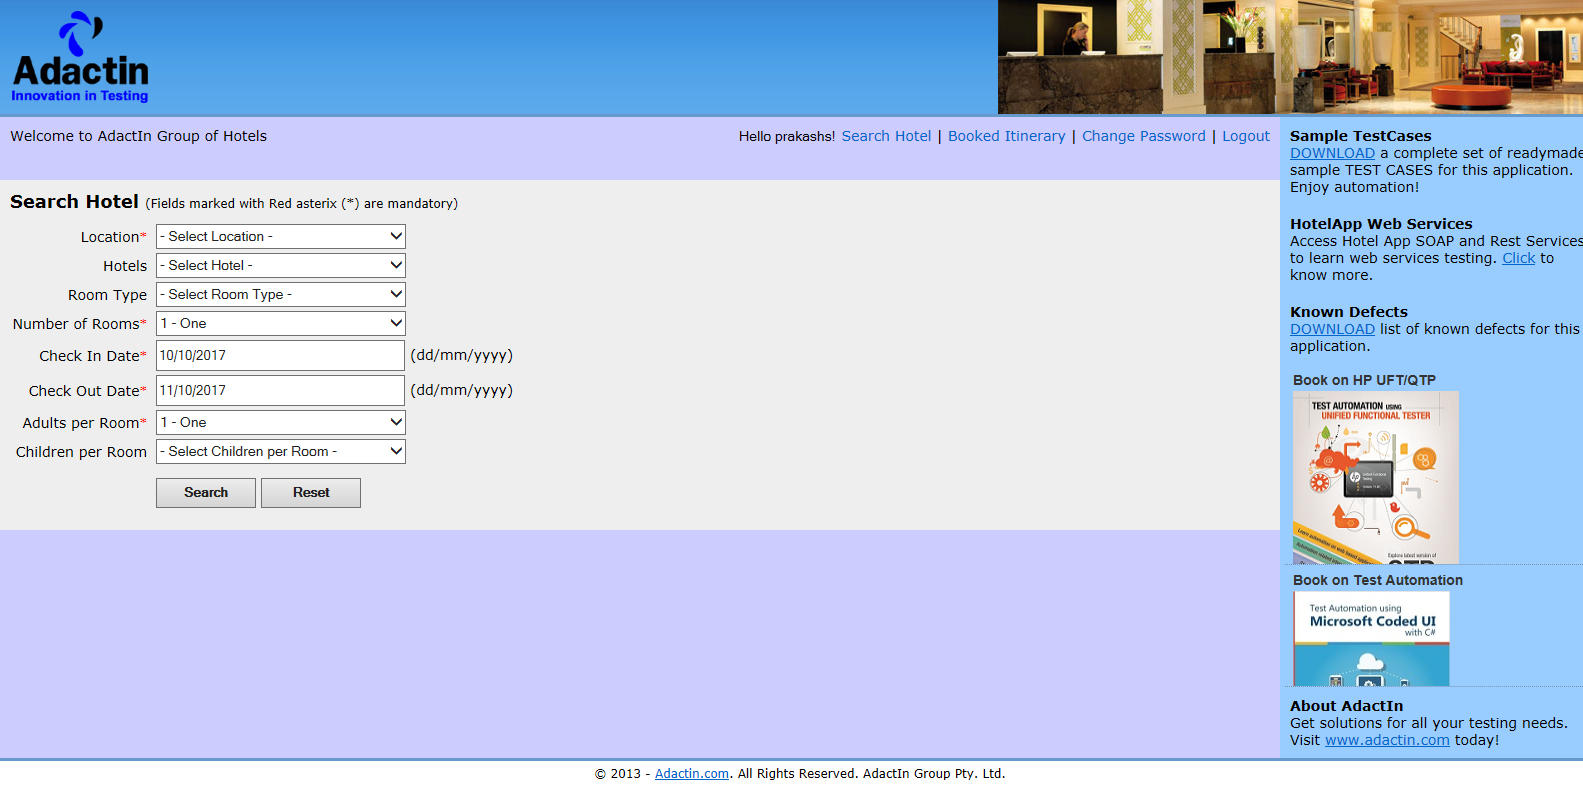 Adactin
Innovation in Testing
Welcome to AdactIn Group of Hotels
Hello prakashs! Search Hotel | Booked Itinerary | Change Password | Logout
Search Hotel (Fields marked with Red asterix (*) are mandatory)
Location* - Select Location -
Hotels - Select Hotel -
Room Type - Select Room Type -
Number of Rooms* 1 - One
Check In Date* 10/10/2017 (dd/mm/yyyy)
Check Out Date* 11/10/2017 (dd/mm/yyyy)
Adults per Room* 1 - One
Children per Room - Select Children per Room -
Search Reset
Sample TestCases
DOWNLOAD a complete set of readymade
sample TEST CASES for this application.
Enjoy automation!
HotelApp Web Services
Access Hotel App SOAP and Rest Services
to learn web services testing. Click to
know more.
Known Defects
DOWNLOAD list of known defects for this
application.
Book on HP UFT/QTP
TEST AUTOMATION USING
UNIFIED FUNCTIONAL TESTER
Explore latest version of
Book on Test Automation
Test Automation using
Microsoft Coded UI
with C#
About AdactIn
Get solutions for all your testing needs.
Visit www.adactin.com today!
© 2013 - Adactin.com. All Rights Reserved. AdactIn Group Pty. Ltd.